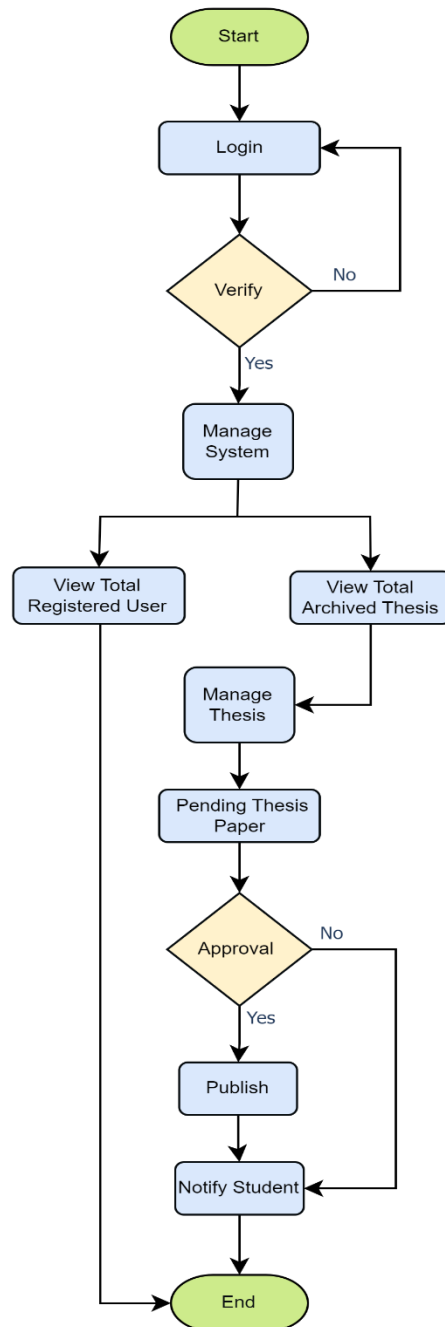 Start
Login
No
Verify
Yes
Manage
System
View Total
Registered User
View Total
Archived Thesis
Manage
Thesis
Pending Thesis
Paper
No
Approval
Yes
Publish
Notify Student
End